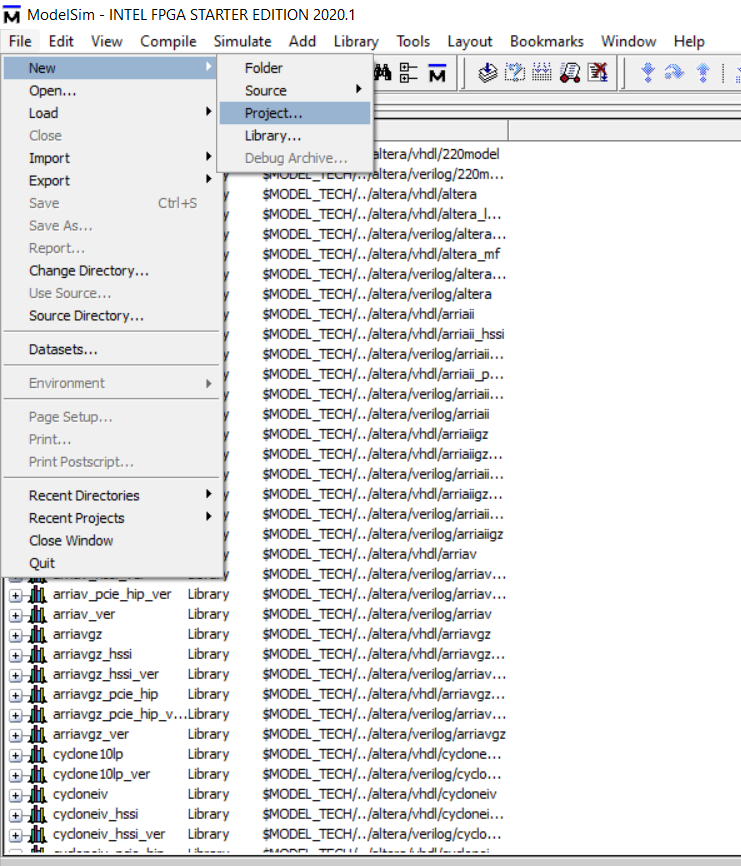 ModelSim - INTEL FPGA STARTER EDITION 2020.1
File Edit View Compile Simulate Add Library Tools Layout Bookmarks Window Help
New
Open...
Load
Close
Import
Export
Save Ctrl+S
Save As...
Report...
Change Directory...
Use Source...
Source Directory...
Datasets...
Environment
Page Setup...
Print...
Print Postscript...
Recent Directories
Recent Projects
Close Window
Quit
Folder
Source
Project...
Library...
Debug Archive...
altera/vhdl/220model
$MODEL_TECH/../altera/verilog/220m...
$MODEL_TECH/../altera/vhdl/altera
$MODEL_TECH/../altera/vhdl/altera_l...
$MODEL_TECH/../altera/verilog/altera...
$MODEL_TECH/../altera/vhdl/altera_mf
$MODEL_TECH/../altera/verilog/altera...
$MODEL_TECH/../altera/verilog/altera
$MODEL_TECH/../altera/vhdl/arriaii
$MODEL_TECH/../altera/vhdl/arriaii_hssi
$MODEL_TECH/../altera/verilog/arriaii...
$MODEL_TECH/../altera/vhdl/arriaii_p...
$MODEL_TECH/../altera/verilog/arriaii...
$MODEL_TECH/../altera/verilog/arriaii
$MODEL_TECH/../altera/vhdl/arriaiigz
$MODEL_TECH/../altera/vhdl/arriaiigz...
$MODEL_TECH/../altera/verilog/arriaii...
$MODEL_TECH/../altera/vhdl/arriaiigz...
$MODEL_TECH/../altera/verilog/arriaii...
$MODEL_TECH/../altera/verilog/arriaiigz
$MODEL_TECH/../altera/vhdl/arriav
Library $MODEL_TECH/../altera/verilog/arriav...
arriav_pcie_hip_ver Library $MODEL_TECH/../altera/verilog/arriav...
arriav_ver Library $MODEL_TECH/../altera/verilog/arriav
arriavgz Library $MODEL_TECH/../altera/vhdl/arriavgz
arriavgz_hssi Library $MODEL_TECH/../altera/vhdl/arriavgz...
arriavgz_hssi_ver Library $MODEL_TECH/../altera/verilog/arriav...
arriavgz_pcie_hip Library $MODEL_TECH/../altera/vhdl/arriavgz...
arriavgz_pcie_hip_v... Library $MODEL_TECH/../altera/verilog/arriav...
arriavgz_ver Library $MODEL_TECH/../altera/verilog/arriavgz
cyclone10lp Library $MODEL_TECH/../altera/vhdl/cyclone...
cyclone10lp_ver Library $MODEL_TECH/../altera/verilog/cyclo...
cycloneiv Library $MODEL_TECH/../altera/vhdl/cycloneiv
cycloneiv_hssi Library $MODEL_TECH/../altera/vhdl/cyclonei...
cycloneiv_hssi_ver Library $MODEL_TECH/../altera/verilog/cyclo...